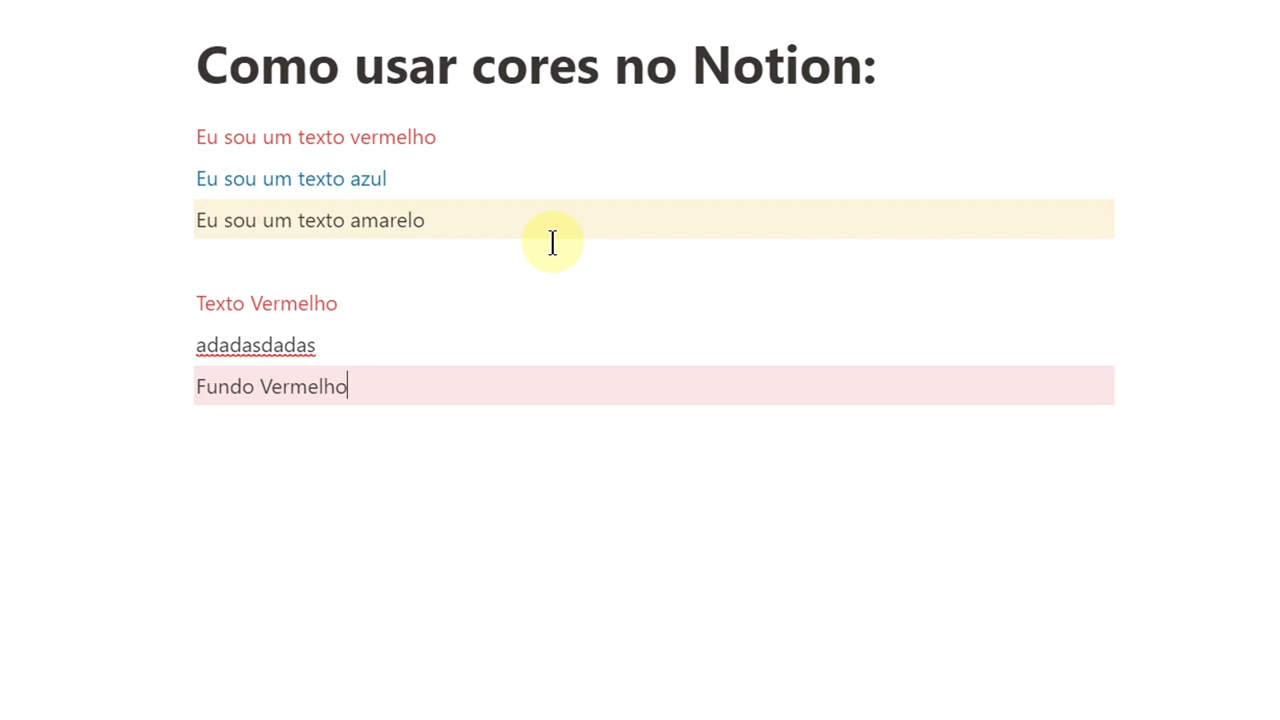 Como usar cores no Notion:
Eu sou um texto vermelho
Eu sou um texto azul
Eu sou um texto amarelo
Texto Vermelho
adadasdadas
Fundo Vermelho